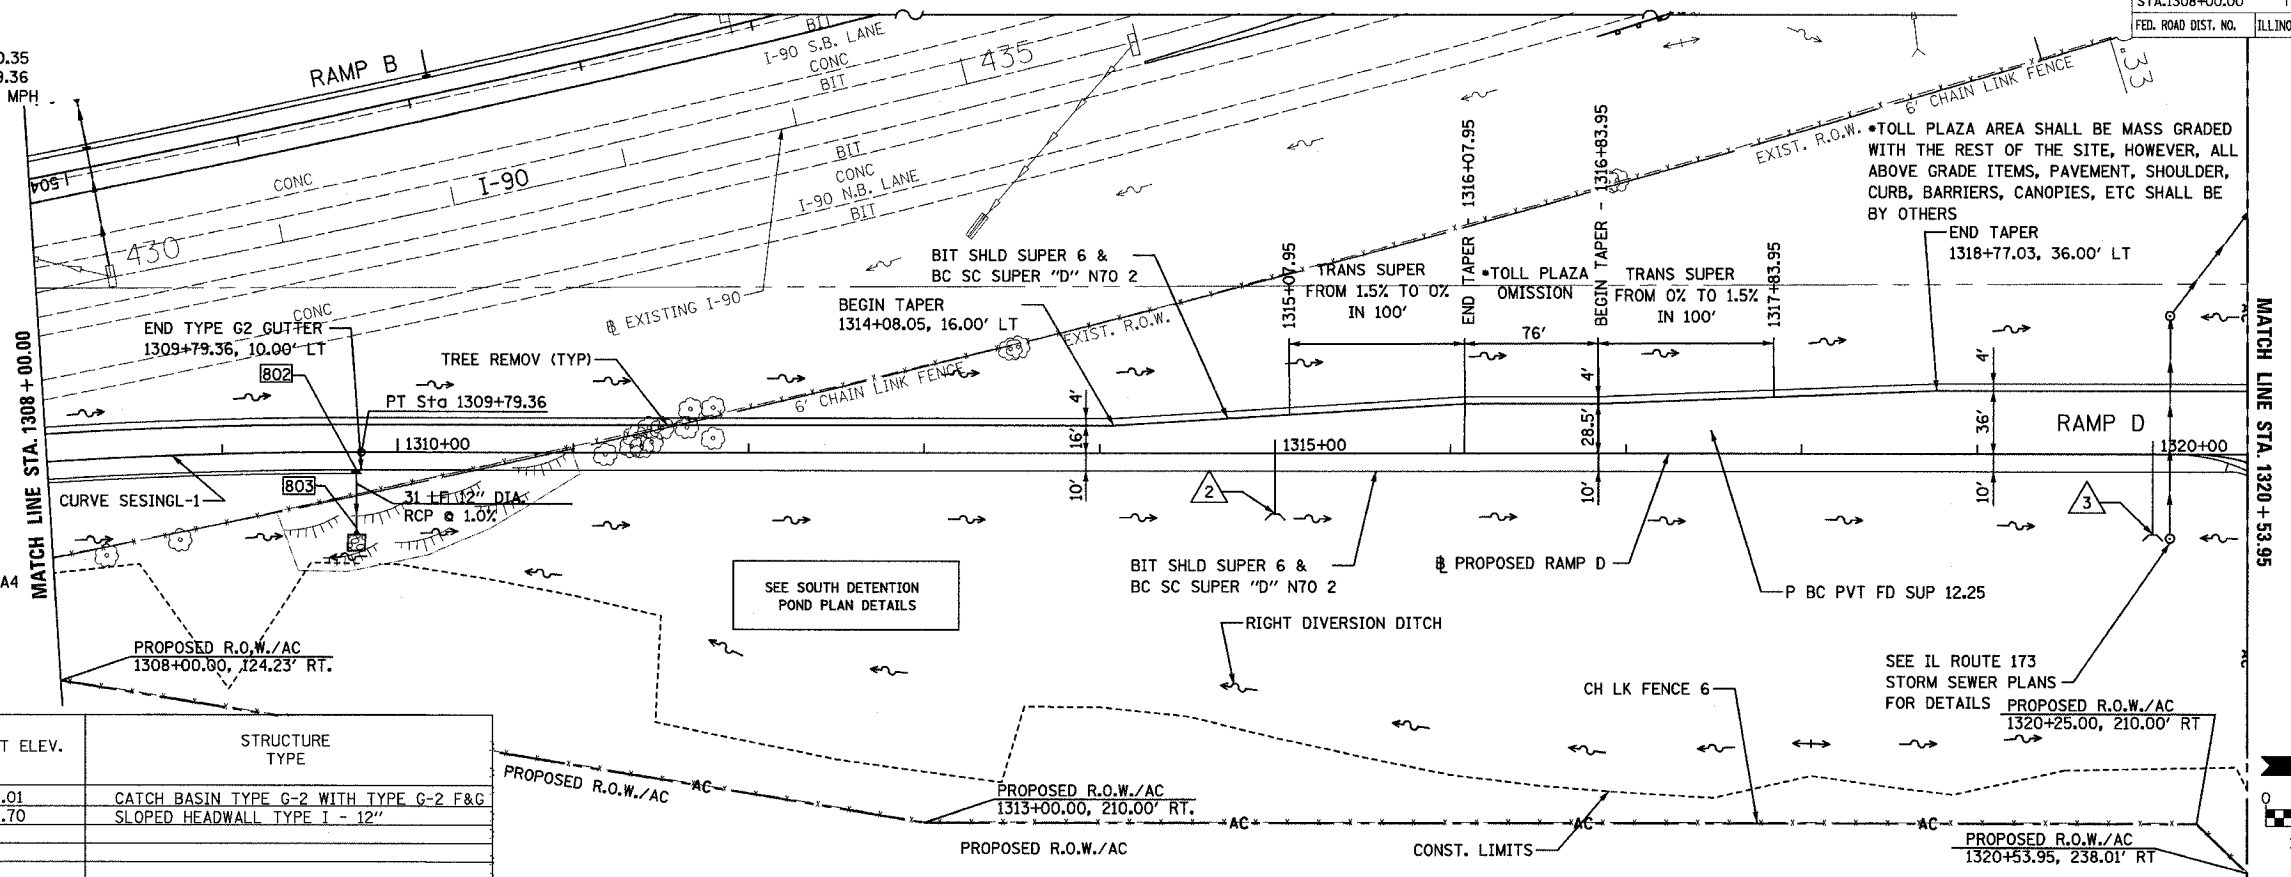 STA.1308+00.00
FED. ROAD DIST. NO.
0.35
9.36
MPH
RAMP B
BIT
I-90 S.B. LANE
CONC
BIT
435
6' CHAIN LINK FENCE
EXIST. R.O.W.
.33
*TOLL PLAZA AREA SHALL BE MASS GRADED
WITH THE REST OF THE SITE, HOWEVER, ALL
ABOVE GRADE ITEMS, PAVEMENT, SHOULDER,
CURB, BARRIERS, CANOPIES, ETC SHALL BE
BY OTHERS
1504
CONC
I-90
BIT
CONC
I-90 N.B. LANE
BIT
430
CONC
END TAPER
1318+77.03, 36.00' LT
BIT SHLD SUPER 6 &
BC SC SUPER "D" N70 2
BEGIN TAPER
1314+08.05, 16.00' LT
1315+07.95
TRANS SUPER
FROM 1.5% TO 0%
IN 100'
END TAPER - 1316+07.95
*TOLL PLAZA
OMISSION
76'
BEGIN TAPER - 1316+83.95
TRANS SUPER
FROM 0% TO 1.5%
IN 100'
1317+83.95
℄ EXISTING I-90
EXIST. R.O.W.
6' CHAIN LINK FENCE
END TYPE G2 GUTTER
1309+79.36, 10.00' LT
802
TREE REMOV (TYP)
PT Sta 1309+79.36
MATCH LINE STA. 1308+00.00
MATCH LINE STA. 1320+53.95
4'
16'
10'
4'
28.5'
10'
4'
36'
10'
1310+00
1315+00
RAMP D
1320+00
CURVE SESINGL-1
803
31 LF 12" DIA.
RCP @ 1.0%
2
3
A4
SEE SOUTH DETENTION
POND PLAN DETAILS
BIT SHLD SUPER 6 &
BC SC SUPER "D" N70 2
℄ PROPOSED RAMP D
P BC PVT FD SUP 12.25
RIGHT DIVERSION DITCH
PROPOSED R.O.W./AC
1308+00.00, 124.23' RT.
CH LK FENCE 6
SEE IL ROUTE 173
STORM SEWER PLANS
FOR DETAILS
PROPOSED R.O.W./AC
1320+25.00, 210.00' RT
T ELEV.
STRUCTURE
TYPE
.01
CATCH BASIN TYPE G-2 WITH TYPE G-2 F&G
.70
SLOPED HEADWALL TYPE I - 12"
PROPOSED R.O.W./AC
AC
PROPOSED R.O.W./AC
1313+00.00, 210.00' RT.
AC
AC
AC
PROPOSED R.O.W./AC
CONST. LIMITS
PROPOSED R.O.W./AC
1320+53.95, 238.01' RT
0